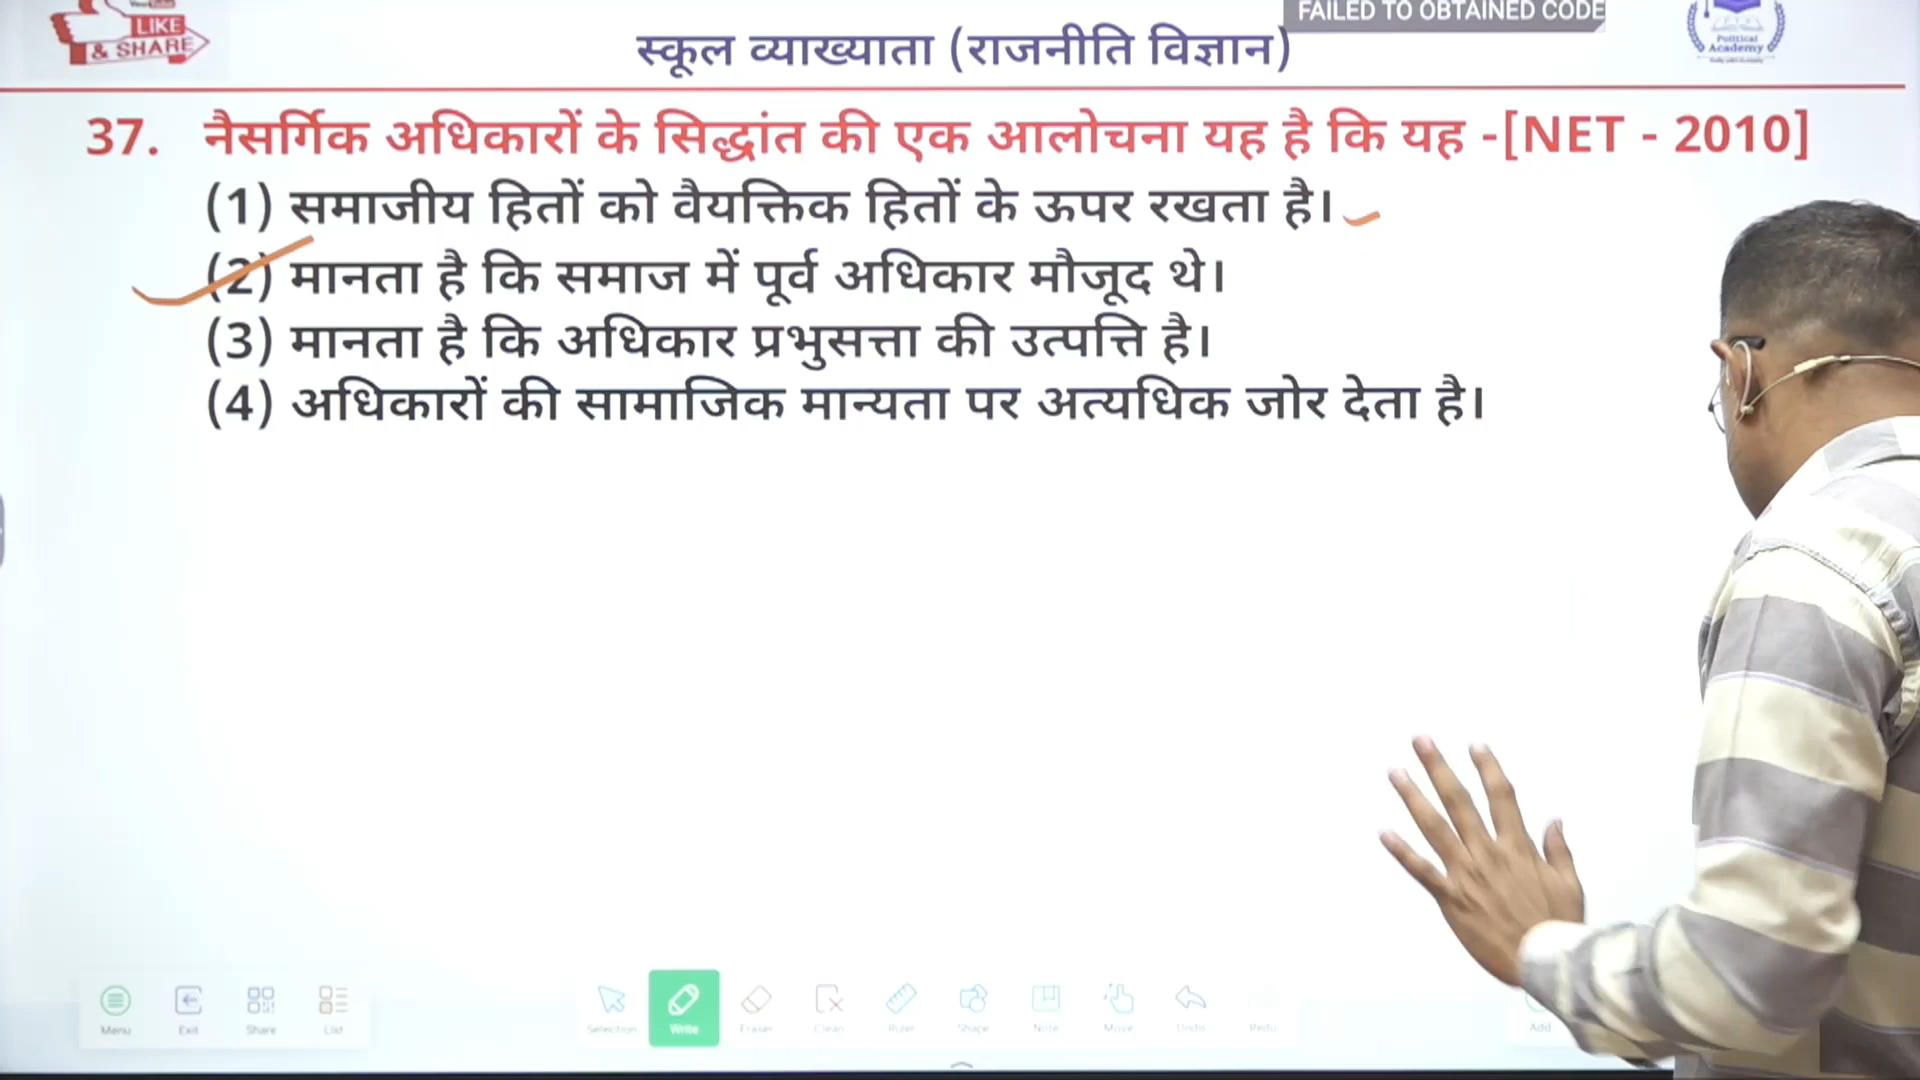 LIKE
& SHARE
FAILED TO OBTAINED CODE
Political
Academy
स्कूल व्याख्याता (राजनीति विज्ञान)
37. नैसर्गिक अधिकारों के सिद्धांत की एक आलोचना यह है कि यह -[NET - 2010]
(1) समाजीय हितों को वैयक्तिक हितों के ऊपर रखता है।
(2) मानता है कि समाज में पूर्व अधिकार मौजूद थे।
(3) मानता है कि अधिकार प्रभुसत्ता की उत्पत्ति है।
(4) अधिकारों की सामाजिक मान्यता पर अत्यधिक जोर देता है।
Menu Exit Share List Selection Write Eraser Clean Ruler Shape Note Move Undo Redo Add